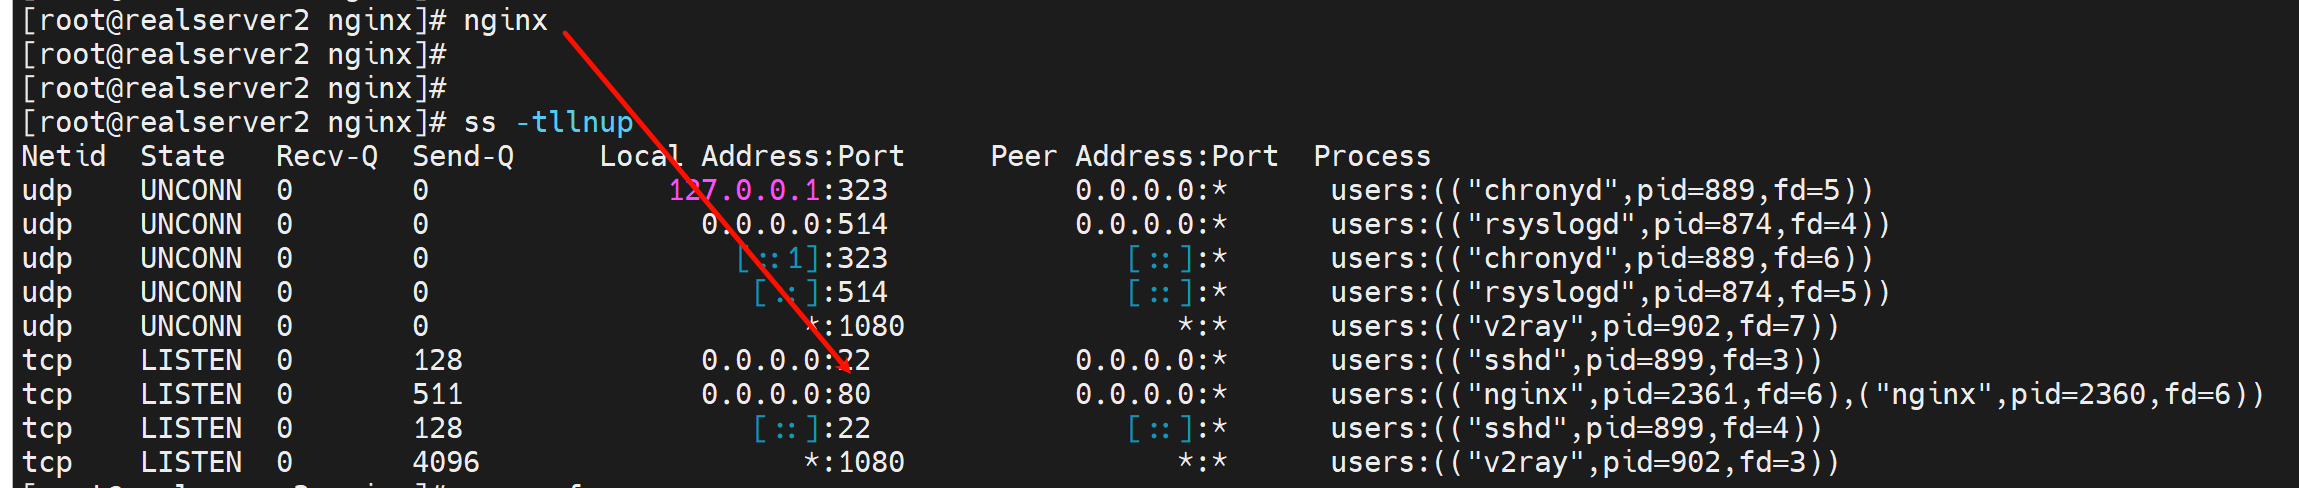 [root@realserver2 nginx]# nginx
[root@realserver2 nginx]#
[root@realserver2 nginx]#
[root@realserver2 nginx]# ss -tllnup
Netid State Recv-Q Send-Q Local Address:Port Peer Address:Port Process
udp UNCONN 0 0 127.0.0.1:323 0.0.0.0:* users:(("chronyd",pid=889,fd=5))
udp UNCONN 0 0 0.0.0.0:514 0.0.0.0:* users:(("rsyslogd",pid=874,fd=4))
udp UNCONN 0 0 [::1]:323 [::]:* users:(("chronyd",pid=889,fd=6))
udp UNCONN 0 0 [::]:514 [::]:* users:(("rsyslogd",pid=874,fd=5))
udp UNCONN 0 0 *:1080 *:* users:(("v2ray",pid=902,fd=7))
tcp LISTEN 0 128 0.0.0.0:22 0.0.0.0:* users:(("sshd",pid=899,fd=3))
tcp LISTEN 0 511 0.0.0.0:80 0.0.0.0:* users:(("nginx",pid=2361,fd=6),("nginx",pid=2360,fd=6))
tcp LISTEN 0 128 [::]:22 [::]:* users:(("sshd",pid=899,fd=4))
tcp LISTEN 0 4096 *:1080 *:* users:(("v2ray",pid=902,fd=3))